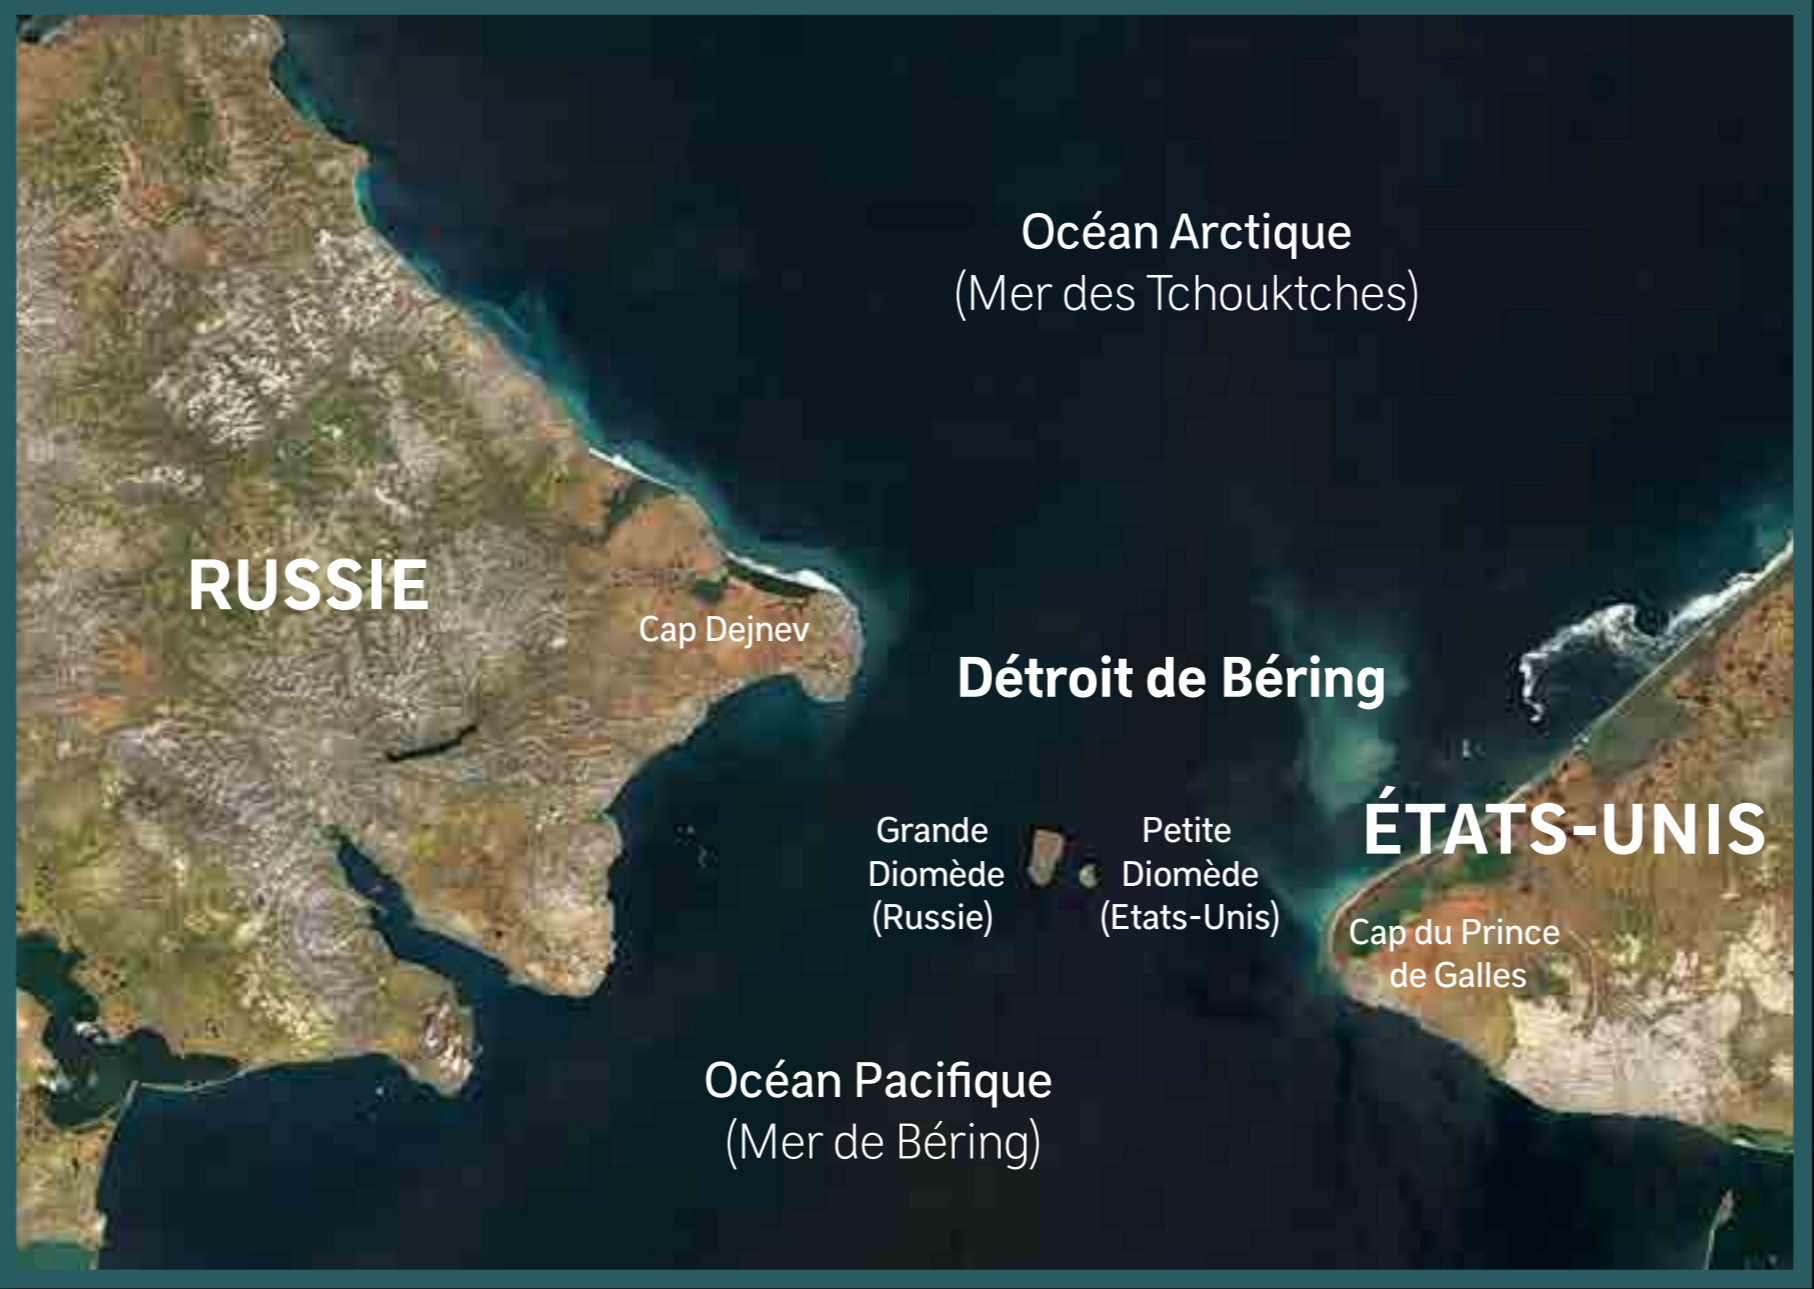 Océan Arctique
(Mer des Tchouktches)
RUSSIE
Cap Dejnev
Détroit de Béring
Grande
Diomède
(Russie)
Petite
Diomède
(Etats-Unis)
ÉTATS-UNIS
Cap du Prince
de Galles
Océan Pacifique
(Mer de Béring)